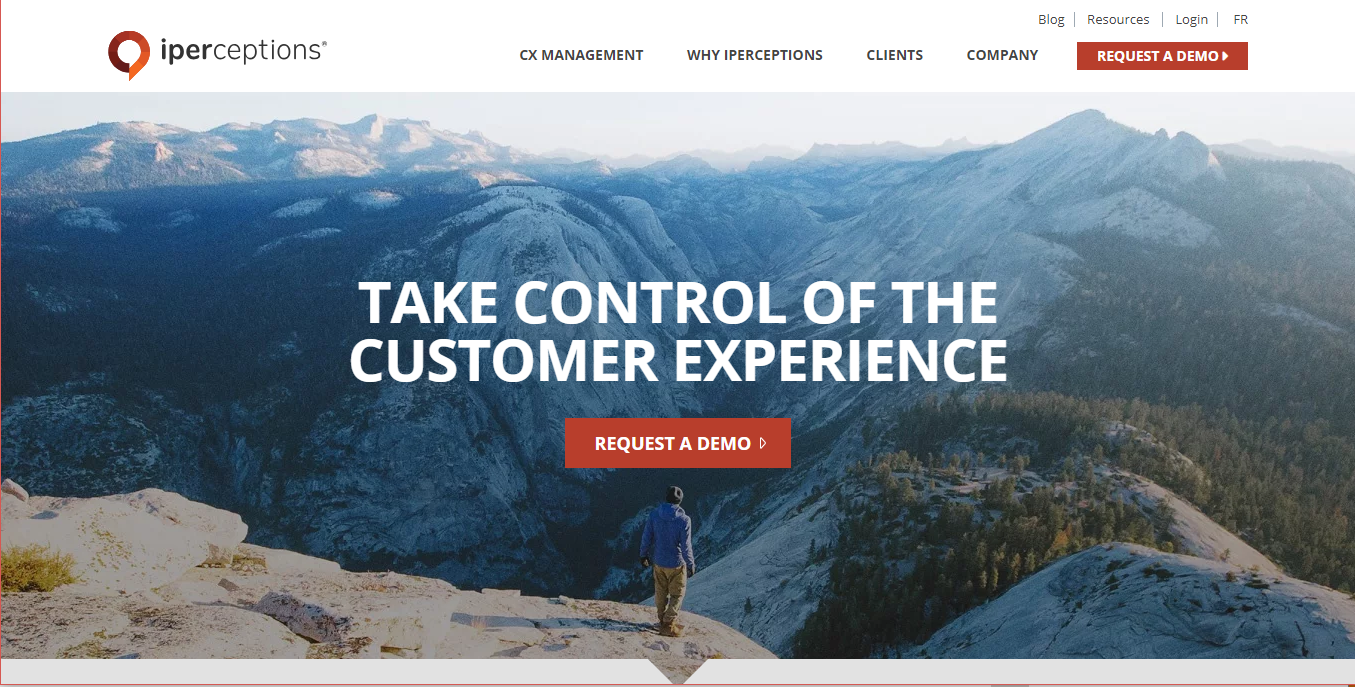 Blog
Resources
Login
FR
iperceptions®
CX MANAGEMENT
WHY IPERCEPTIONS
CLIENTS
COMPANY
REQUEST A DEMO
TAKE CONTROL OF THE
CUSTOMER EXPERIENCE
REQUEST A DEMO